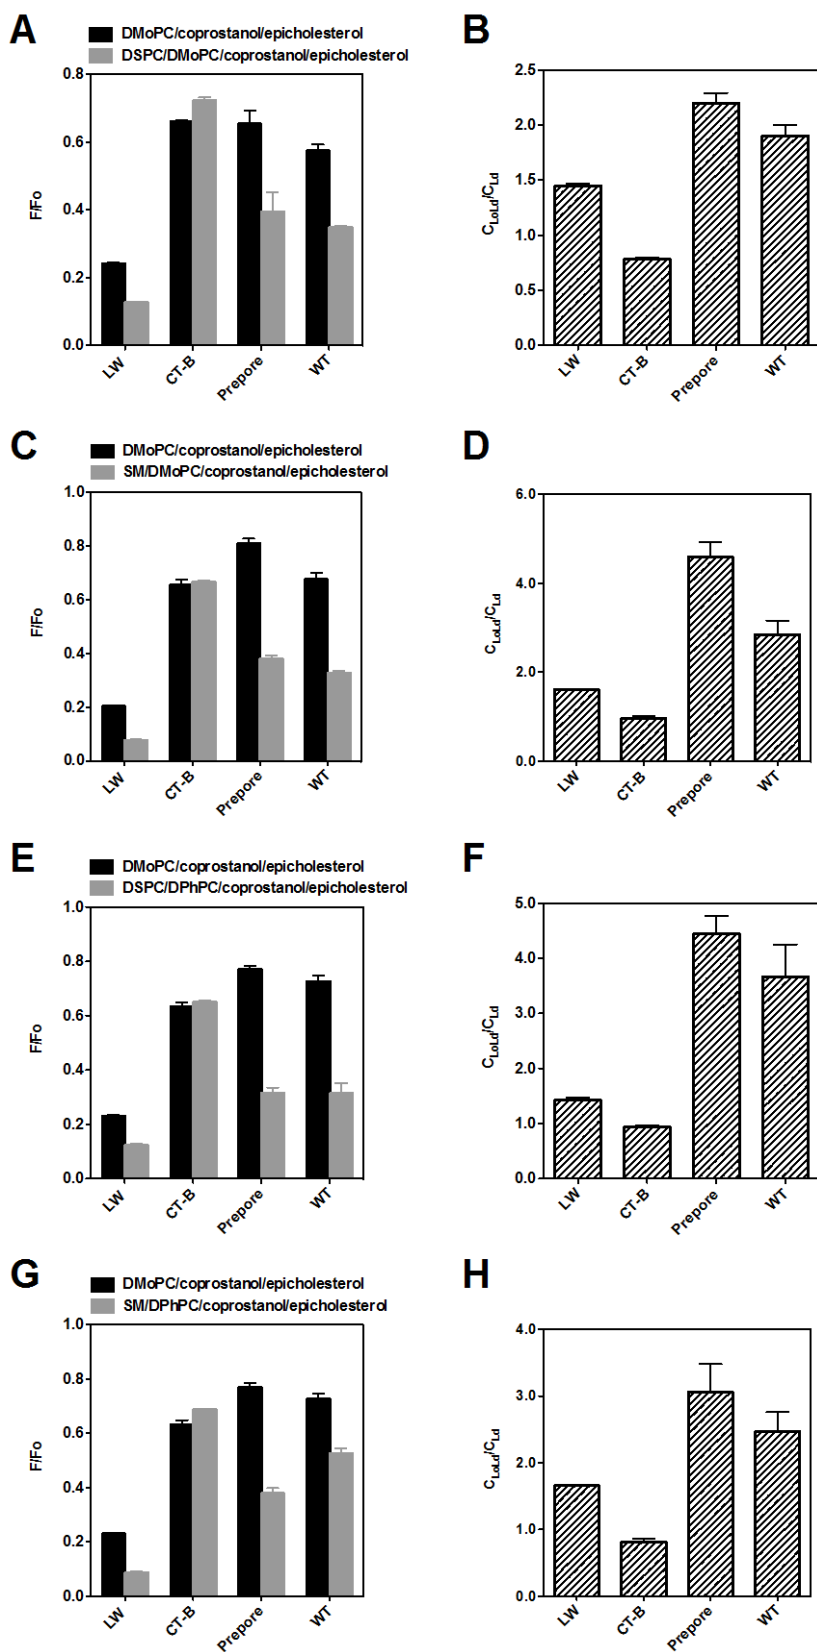 A
DMoPC/coprostanol/epicholesterol
DSPC/DMoPC/coprostanol/epicholesterol
0.8
0.6
0.4
0.2
0.0
F/Fo
LW
CT-B
Prepore
WT
B
2.5
2.0
1.5
1.0
0.5
0.0
C_LoLd/C_Ld
LW
CT-B
Prepore
WT
C
DMoPC/coprostanol/epicholesterol
SM/DMoPC/coprostanol/epicholesterol
1.0
0.8
0.6
0.4
0.2
0.0
F/Fo
LW
CT-B
Prepore
WT
D
6.0
4.0
2.0
0.0
C_LoLd/C_Ld
LW
CT-B
Prepore
WT
E
DMoPC/coprostanol/epicholesterol
DSPC/DPhPC/coprostanol/epicholesterol
1.0
0.8
0.6
0.4
0.2
0.0
F/Fo
LW
CT-B
Prepore
WT
F
5.0
4.0
3.0
2.0
1.0
0.0
C_LoLd/C_Ld
LW
CT-B
Prepore
WT
G
DMoPC/coprostanol/epicholesterol
SM/DPhPC/coprostanol/epicholesterol
1.0
0.8
0.6
0.4
0.2
0.0
F/Fo
LW
CT-B
Prepore
WT
H
4.0
3.0
2.0
1.0
0.0
C_LoLd/C_Ld
LW
CT-B
Prepore
WT